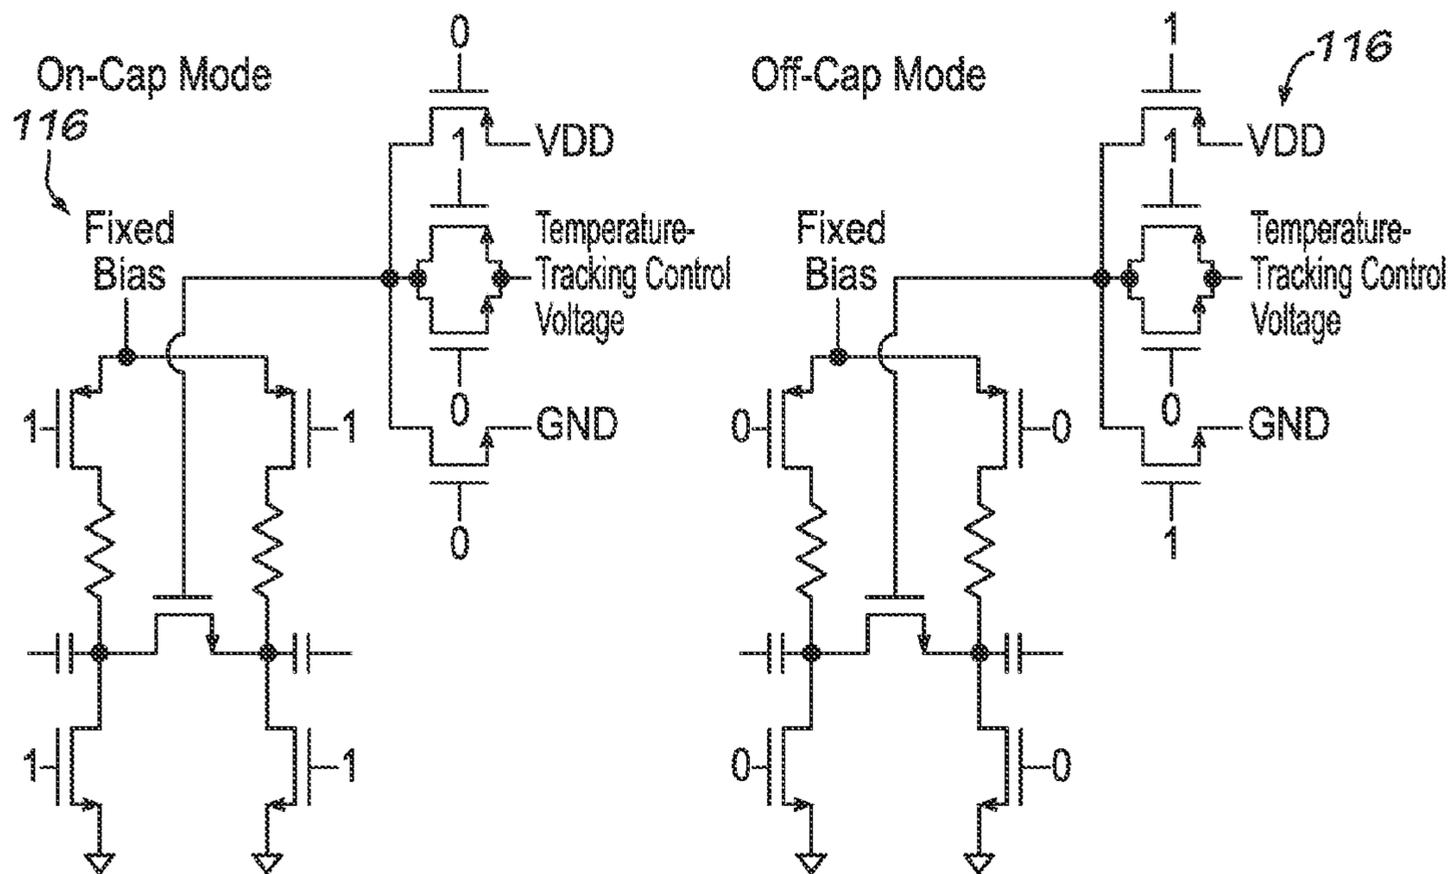 On-Cap Mode
116
0
VDD
1
Fixed
Bias
Temperature-
Tracking Control
Voltage
0
GND
0
1
1
1
1
Off-Cap Mode
116
1
VDD
1
Fixed
Bias
Temperature-
Tracking Control
Voltage
0
GND
1
0
0
0
0